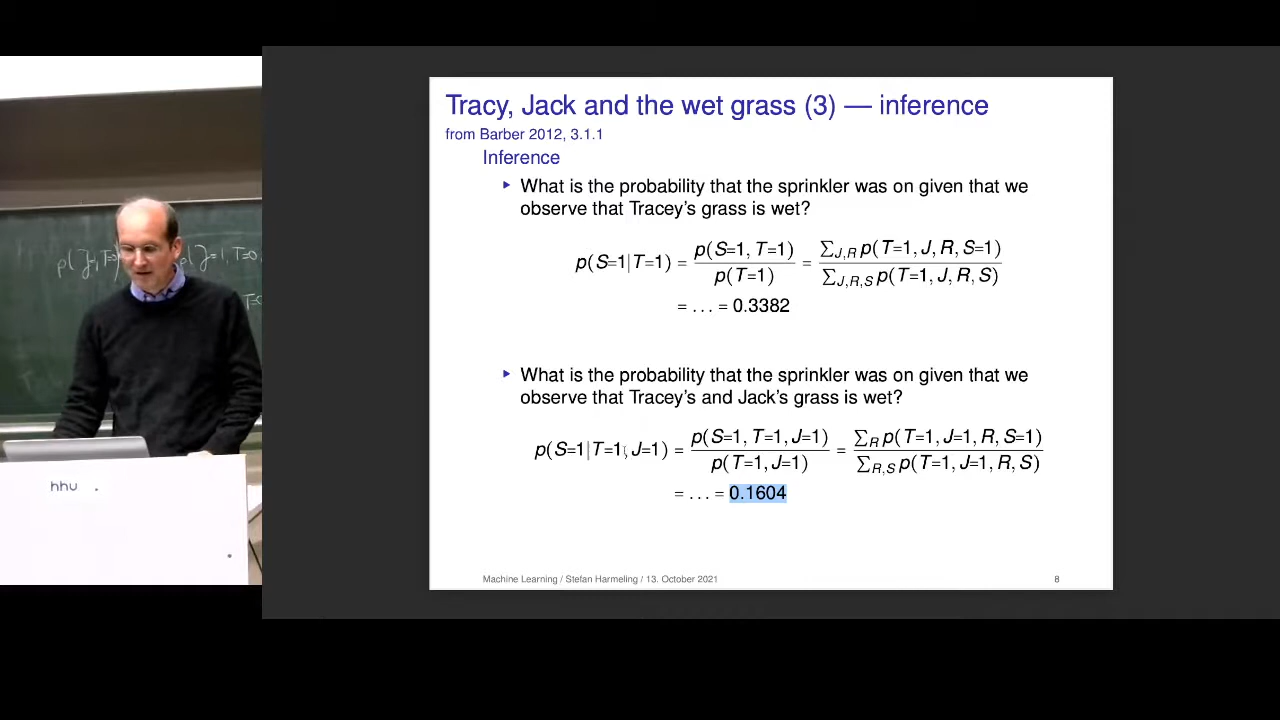 Tracy, Jack and the wet grass (3) — inference
from Barber 2012, 3.1.1
Inference
▸ What is the probability that the sprinkler was on given that we
observe that Tracey's grass is wet?
p(S=1|T=1) = p(S=1, T=1) / p(T=1) = ∑_{J,R} p(T=1, J, R, S=1) / ∑_{J,R,S} p(T=1, J, R, S)
= . . . = 0.3382
▸ What is the probability that the sprinkler was on given that we
observe that Tracey's and Jack's grass is wet?
p(S=1|T=1, J=1) = p(S=1, T=1, J=1) / p(T=1, J=1) = ∑_R p(T=1, J=1, R, S=1) / ∑_{R,S} p(T=1, J=1, R, S)
= . . . = 0.1604
Machine Learning / Stefan Harmeling / 13. October 2021 8
hhu